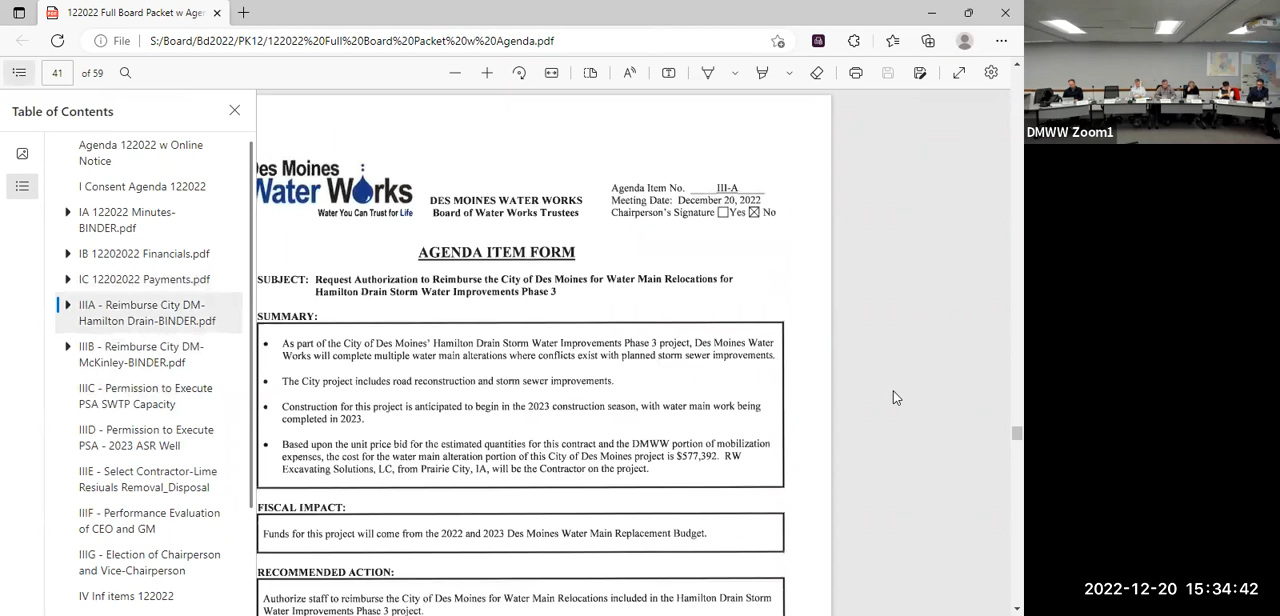 122022 Full Board Packet w Ager
File
S:/Board/Bd2022/PK12/122022%20Full%20Board%20Packet%20w%20Agenda.pdf
41
of 59
Table of Contents
Agenda 122022 w Online
Notice
I Consent Agenda 122022
IA 122022 Minutes-
BINDER.pdf
IB 12202022 Financials.pdf
IC 12202022 Payments.pdf
IIIA - Reimburse City DM-
Hamilton Drain-BINDER.pdf
IIIB - Reimburse City DM-
McKinley-BINDER.pdf
IIIC - Permission to Execute
PSA SWTP Capacity
IIID - Permission to Execute
PSA - 2023 ASR Well
IIIE - Select Contractor-Lime
Resiuals Removal_Disposal
IIIF - Performance Evaluation
of CEO and GM
IIIG - Election of Chairperson
and Vice-Chairperson
IV Inf items 122022
Des Moines
Water Works
Water You Can Trust for Life
DES MOINES WATER WORKS
Board of Water Works Trustees
Agenda Item No. III-A
Meeting Date: December 20, 2022
Chairperson's Signature ☐ Yes ☒ No
AGENDA ITEM FORM
SUBJECT: Request Authorization to Reimburse the City of Des Moines for Water Main Relocations for
Hamilton Drain Storm Water Improvements Phase 3
SUMMARY:
• As part of the City of Des Moines' Hamilton Drain Storm Water Improvements Phase 3 project, Des Moines Water
Works will complete multiple water main alterations where conflicts exist with planned storm sewer improvements.
• The City project includes road reconstruction and storm sewer improvements.
• Construction for this project is anticipated to begin in the 2023 construction season, with water main work being
completed in 2023.
• Based upon the unit price bid for the estimated quantities for this contract and the DMWW portion of mobilization
expenses, the cost for the water main alteration portion of this City of Des Moines project is $577,392. RW
Excavating Solutions, LC, from Prairie City, IA, will be the Contractor on the project.
FISCAL IMPACT:
Funds for this project will come from the 2022 and 2023 Des Moines Water Main Replacement Budget.
RECOMMENDED ACTION:
Authorize staff to reimburse the City of Des Moines for Water Main Relocations included in the Hamilton Drain Storm
Water Improvements Phase 3 project.
DMWW Zoom1
2022-12-20 15:34:42